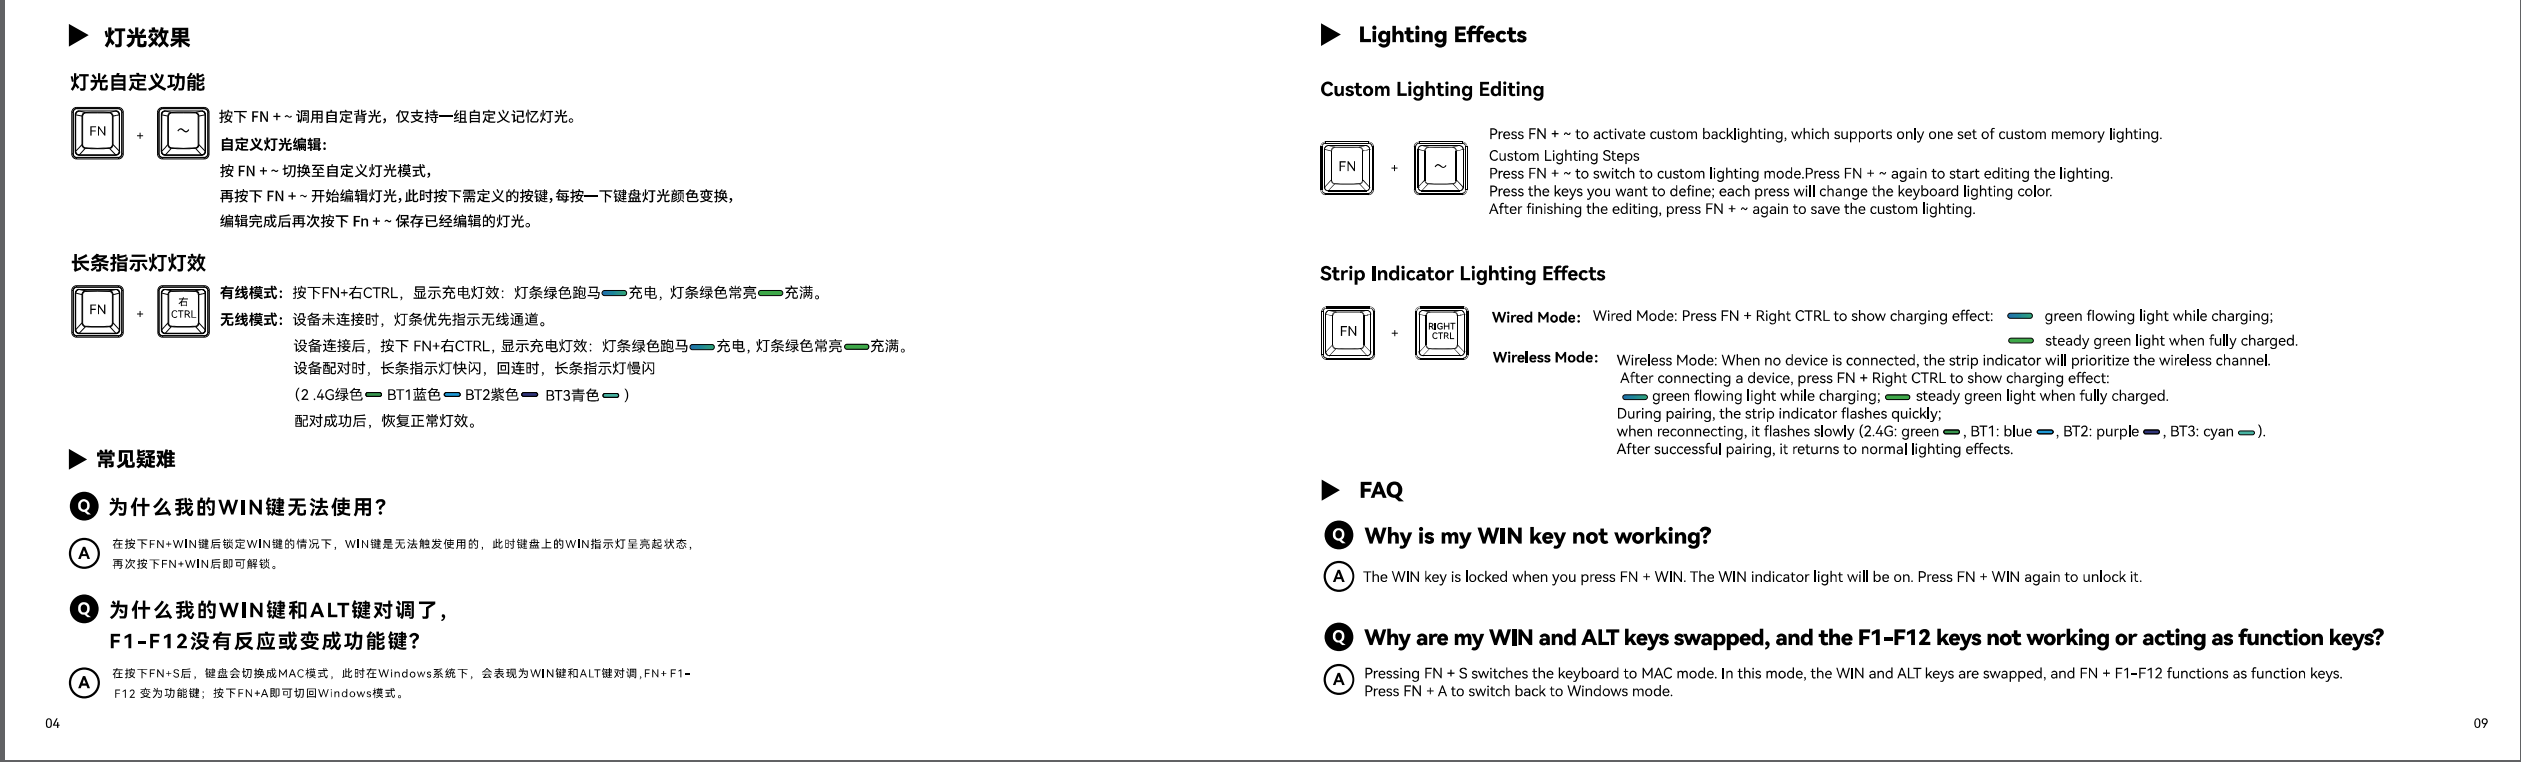 ▶ 灯光效果
灯光自定义功能
FN + ~
按下 FN + ~ 调用自定背光，仅支持一组自定义记忆灯光。
自定义灯光编辑：
按 FN + ~ 切换至自定义灯光模式，
再按下 FN + ~ 开始编辑灯光，此时按下需定义的按键，每按一下键盘灯光颜色变换，
编辑完成后再次按下 Fn + ~ 保存已经编辑的灯光。
长条指示灯灯效
FN + 右 CTRL
有线模式：按下FN+右CTRL，显示充电灯效：灯条绿色跑马充电，灯条绿色常亮充满。
无线模式：设备未连接时，灯条优先指示无线通道。
设备连接后，按下 FN+右CTRL，显示充电灯效：灯条绿色跑马充电，灯条绿色常亮充满。
设备配对时，长条指示灯快闪，回连时，长条指示灯慢闪
（2 .4G绿色 BT1蓝色 BT2紫色 BT3青色 ）
配对成功后，恢复正常灯效。
▶ 常见疑难
Q 为什么我的WIN键无法使用？
A 在按下FN+WIN键后锁定WIN键的情况下，WIN键是无法触发使用的，此时键盘上的WIN指示灯呈亮起状态，
再次按下FN+WIN后即可解锁。
Q 为什么我的WIN键和ALT键对调了，
F1-F12没有反应或变成功能键？
A 在按下FN+S后，键盘会切换成MAC模式，此时在Windows系统下，会表现为WIN键和ALT键对调,FN+ F1-
F12 变为功能键；按下FN+A即可切回Windows模式。
04
▶ Lighting Effects
Custom Lighting Editing
FN + ~
Press FN + ~ to activate custom backlighting, which supports only one set of custom memory lighting.
Custom Lighting Steps
Press FN + ~ to switch to custom lighting mode.Press FN + ~ again to start editing the lighting.
Press the keys you want to define; each press will change the keyboard lighting color.
After finishing the editing, press FN + ~ again to save the custom lighting.
Strip Indicator Lighting Effects
FN + RIGHT CTRL
Wired Mode: Wired Mode: Press FN + Right CTRL to show charging effect: green flowing light while charging;
steady green light when fully charged.
Wireless Mode: Wireless Mode: When no device is connected, the strip indicator will prioritize the wireless channel.
After connecting a device, press FN + Right CTRL to show charging effect:
green flowing light while charging; steady green light when fully charged.
During pairing, the strip indicator flashes quickly;
when reconnecting, it flashes slowly (2.4G: green , BT1: blue , BT2: purple , BT3: cyan ).
After successful pairing, it returns to normal lighting effects.
▶ FAQ
Q Why is my WIN key not working?
A The WIN key is locked when you press FN + WIN. The WIN indicator light will be on. Press FN + WIN again to unlock it.
Q Why are my WIN and ALT keys swapped, and the F1-F12 keys not working or acting as function keys?
A Pressing FN + S switches the keyboard to MAC mode. In this mode, the WIN and ALT keys are swapped, and FN + F1-F12 functions as function keys.
Press FN + A to switch back to Windows mode.
09